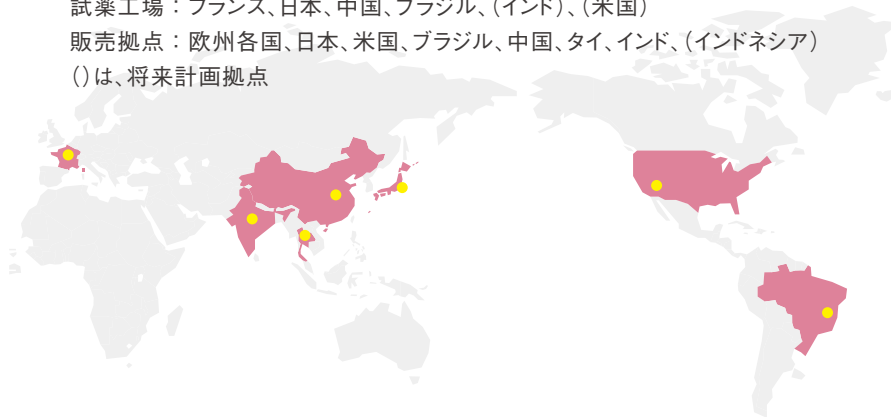 試薬工場：フランス、日本、中国、ブラジル、(インド)、(米国)
販売拠点：欧州各国、日本、米国、ブラジル、中国、タイ、インド、(インドネシア)
()は、将来計画拠点